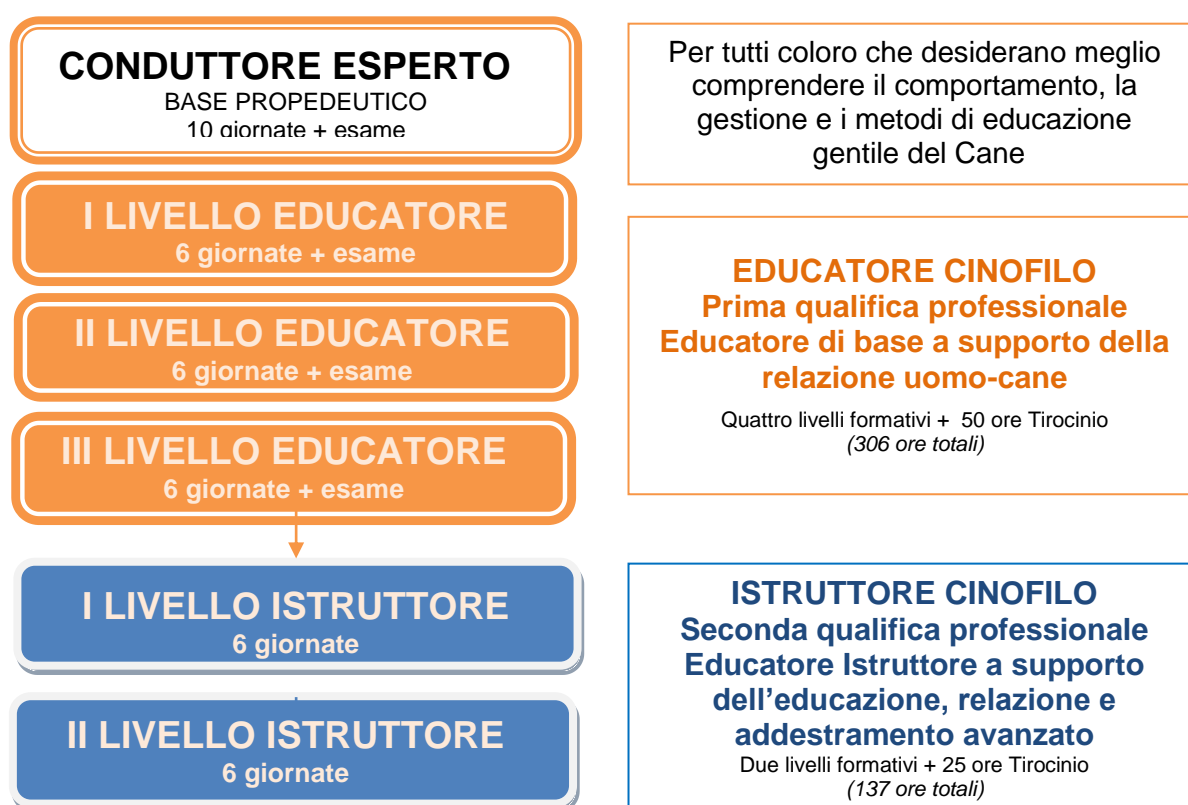 CONDUTTORE ESPERTO
BASE PROPEDEUTICO
10 giornate + esame
Per tutti coloro che desiderano meglio
comprendere il comportamento, la
gestione e i metodi di educazione
gentile del Cane
I LIVELLO EDUCATORE
6 giornate + esame
II LIVELLO EDUCATORE
6 giornate + esame
III LIVELLO EDUCATORE
6 giornate + esame
EDUCATORE CINOFILO
Prima qualifica professionale
Educatore di base a supporto della
relazione uomo-cane
Quattro livelli formativi + 50 ore Tirocinio
(306 ore totali)
I LIVELLO ISTRUTTORE
6 giornate
II LIVELLO ISTRUTTORE
6 giornate
ISTRUTTORE CINOFILO
Seconda qualifica professionale
Educatore Istruttore a supporto
dell'educazione, relazione e
addestramento avanzato
Due livelli formativi + 25 ore Tirocinio
(137 ore totali)